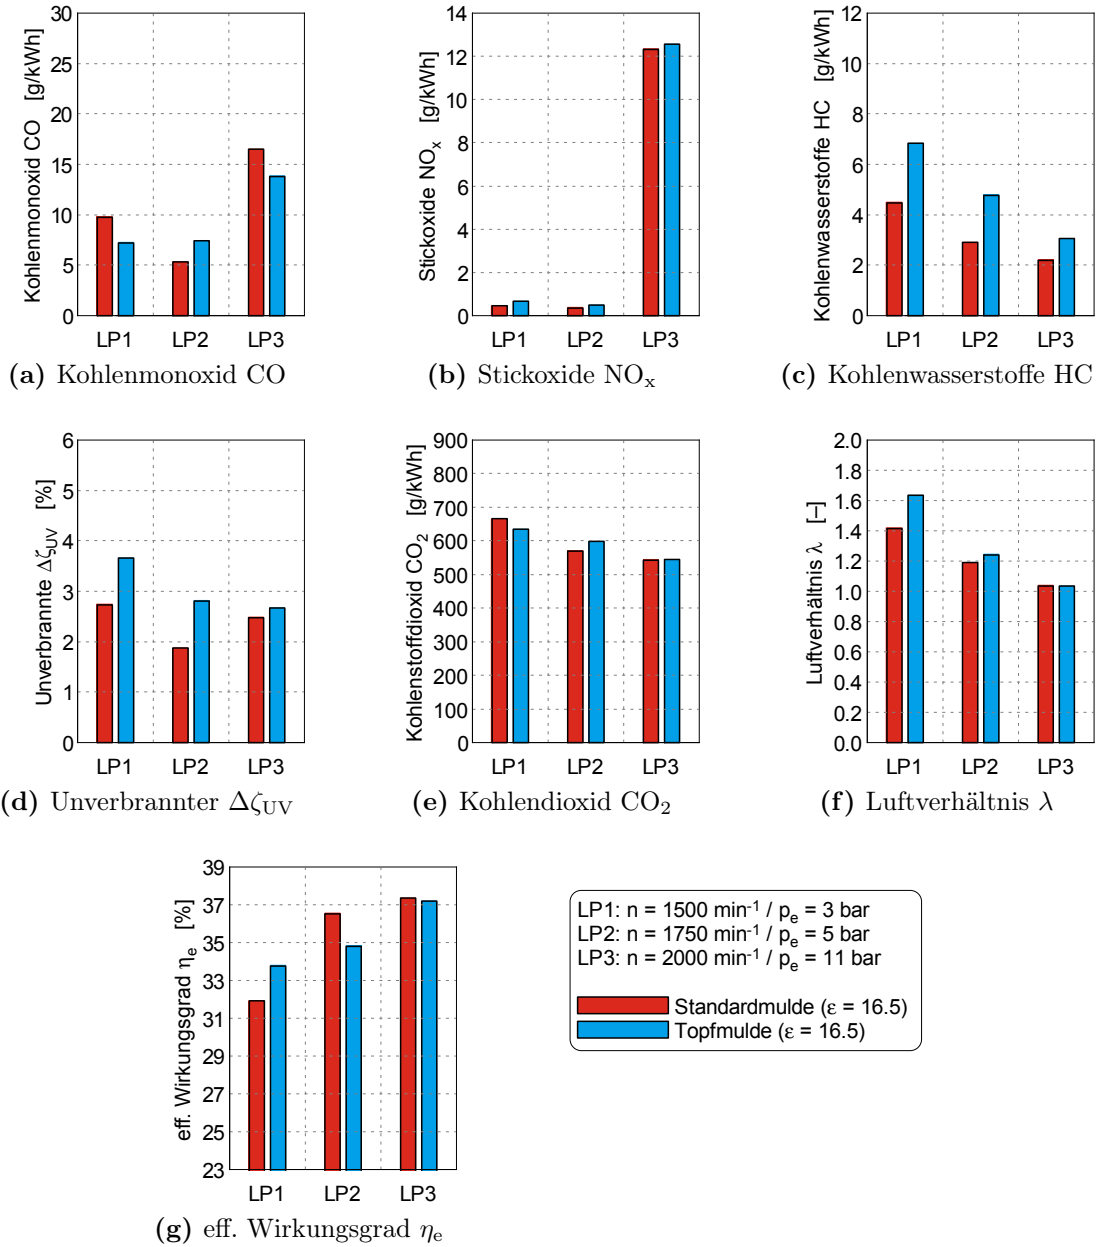 Kohlenmonoxid CO [g/kWh]
30
25
20
15
10
5
0
LP1 LP2 LP3
(a) Kohlenmonoxid CO
Stickoxide NOx [g/kWh]
14
12
10
8
6
4
2
0
LP1 LP2 LP3
(b) Stickoxide NOx
Kohlenwasserstoffe HC [g/kWh]
12
10
8
6
4
2
0
LP1 LP2 LP3
(c) Kohlenwasserstoffe HC
Unverbrannte ΔζUV [%]
6
5
4
3
2
1
0
LP1 LP2 LP3
(d) Unverbrannter ΔζUV
Kohlenstoffdioxid CO2 [g/kWh]
900
800
700
600
500
400
300
200
100
0
LP1 LP2 LP3
(e) Kohlendioxid CO2
Luftverhältnis λ [–]
2.0
1.8
1.6
1.4
1.2
1.0
0.8
0.6
0.4
0.2
0.0
LP1 LP2 LP3
(f) Luftverhältnis λ
eff. Wirkungsgrad ηe [%]
39
37
35
33
31
29
27
25
23
LP1 LP2 LP3
(g) eff. Wirkungsgrad ηe
LP1: n = 1500 min-1 / pe = 3 bar
LP2: n = 1750 min-1 / pe = 5 bar
LP3: n = 2000 min-1 / pe = 11 bar
Standardmulde (ε = 16.5)
Topfmulde (ε = 16.5)